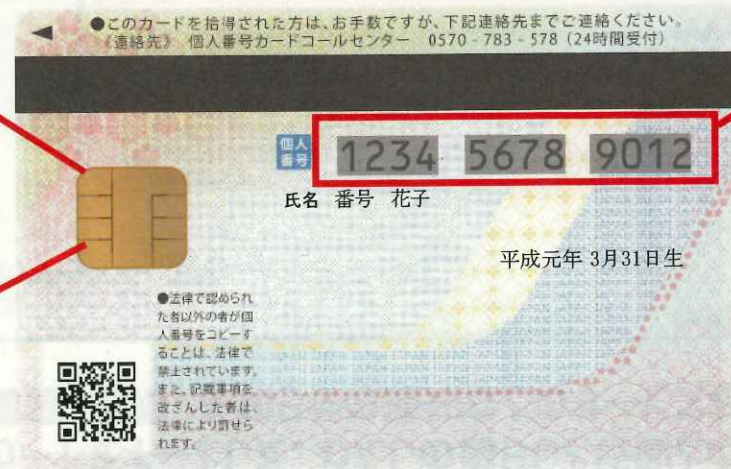 ●このカードを拾得された方は、お手数ですが、下記連絡先までご連絡ください。
《連絡先》 個人番号カードコールセンター 0570-783-578（24時間受付）
個人
番号
1234 5678 9012
氏名 番号 花子
平成元年 3月31日生
●法律で認められ
た者以外の者が個
人番号をコピーす
ることは、法律で
禁止されています。
また、記載事項を
改ざんした者は、
法律により罰せら
れます。